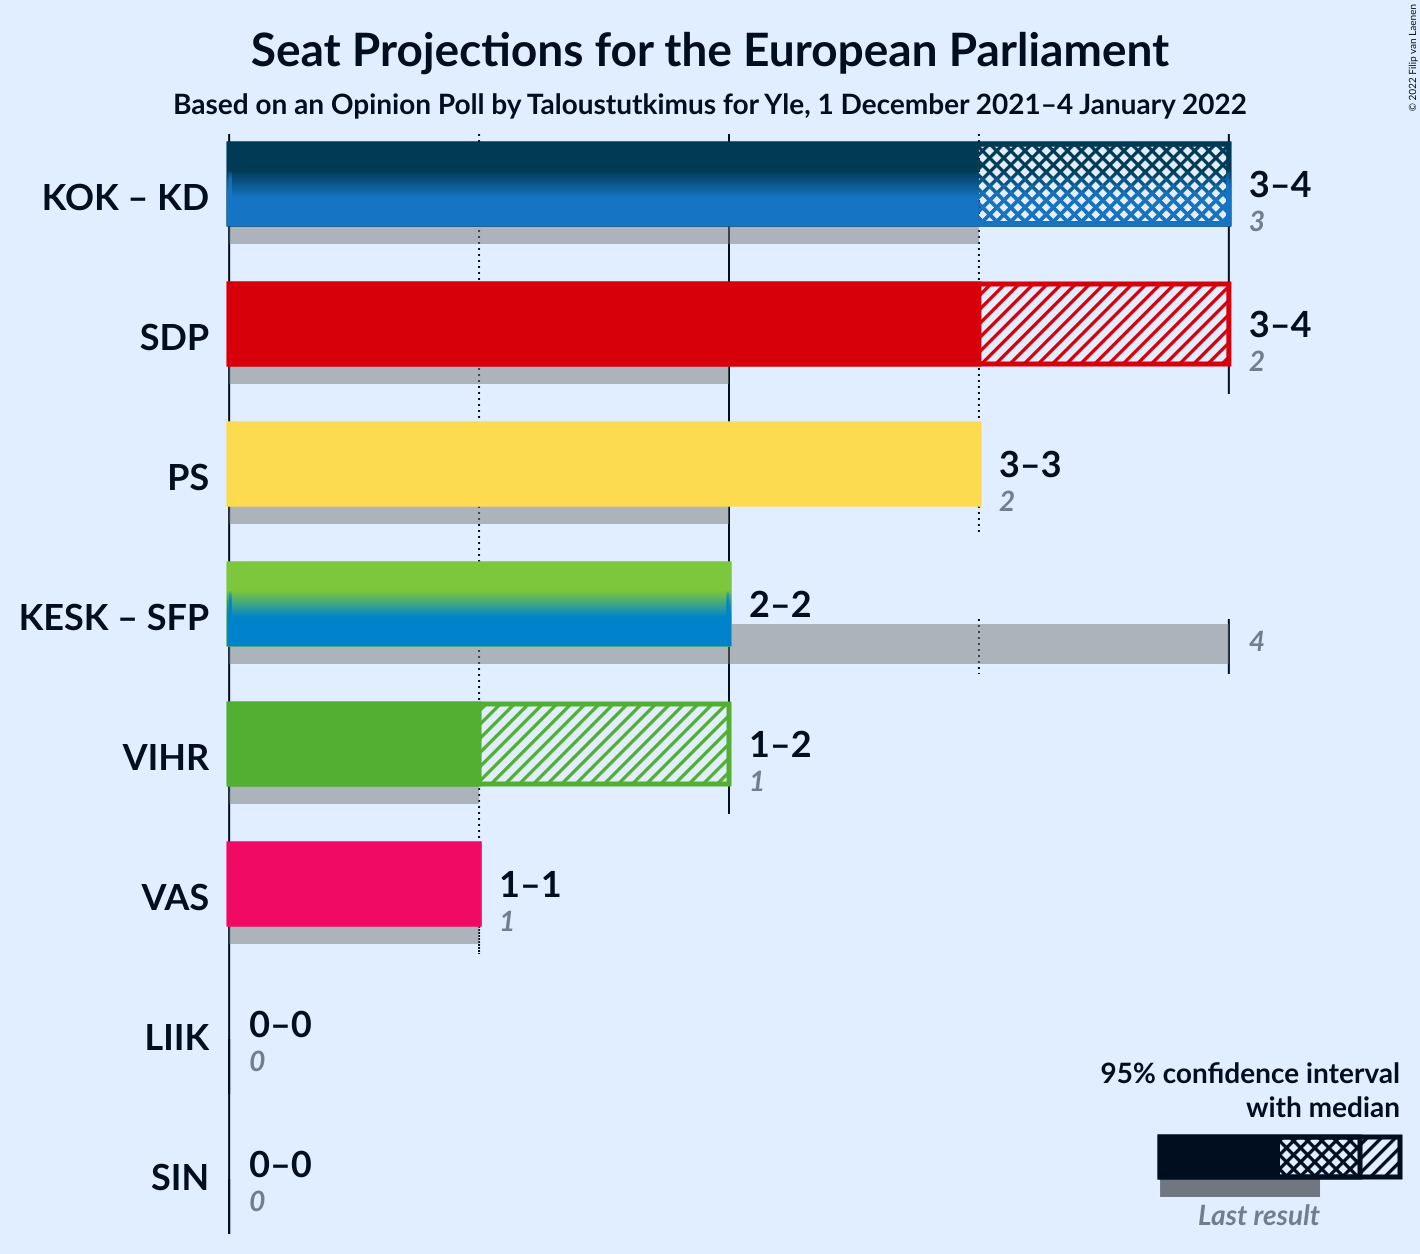 Seat Projections for the European Parliament
Based on an Opinion Poll by Taloustutkimus for Yle, 1 December 2021–4 January 2022
© 2022 Filip van Laenen
KOK – KD
3–4
3
SDP
3–4
2
PS
3–3
2
KESK – SFP
2–2
4
VIHR
1–2
1
VAS
1–1
1
LIIK
0–0
0
SIN
0–0
0
95% confidence interval
with median
Last result